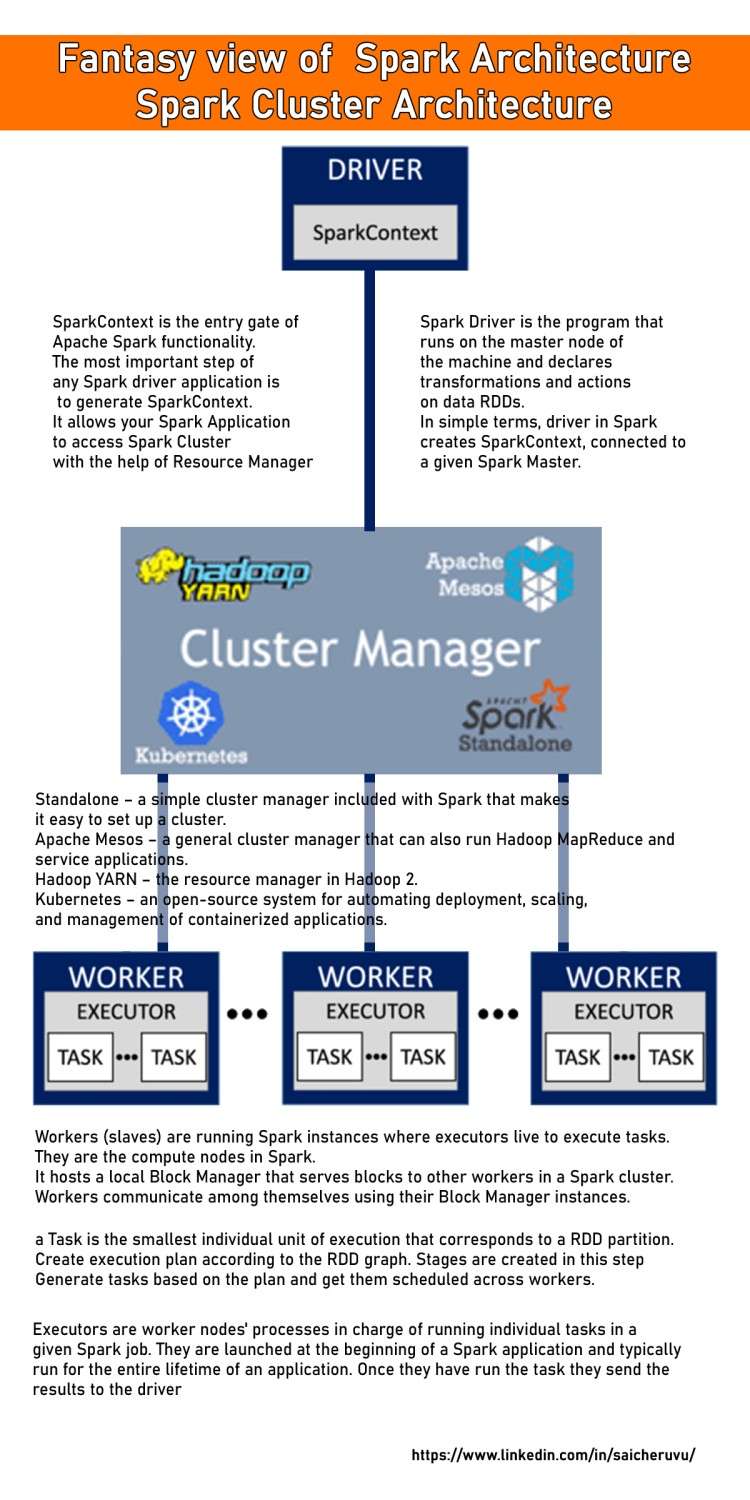 Fantasy view of  Spark Architecture
Spark Cluster Architecture
DRIVER
SparkContext
SparkContext is the entry gate of
Apache Spark functionality.
The most important step of
any Spark driver application is
to generate SparkContext.
It allows your Spark Application
to access Spark Cluster
with the help of Resource Manager
Spark Driver is the program that
runs on the master node of
the machine and declares
transformations and actions
on data RDDs.
In simple terms, driver in Spark
creates SparkContext, connected to
a given Spark Master.
hadoop
YARN
Apache
Mesos
Cluster Manager
Kubernetes
APACHE
Spark
Standalone
Standalone – a simple cluster manager included with Spark that makes
it easy to set up a cluster.
Apache Mesos – a general cluster manager that can also run Hadoop MapReduce and
service applications.
Hadoop YARN – the resource manager in Hadoop 2.
Kubernetes – an open-source system for automating deployment, scaling,
and management of containerized applications.
WORKER
EXECUTOR
TASK ••• TASK
•••
WORKER
EXECUTOR
TASK ••• TASK
•••
WORKER
EXECUTOR
TASK ••• TASK
Workers (slaves) are running Spark instances where executors live to execute tasks.
They are the compute nodes in Spark.
It hosts a local Block Manager that serves blocks to other workers in a Spark cluster.
Workers communicate among themselves using their Block Manager instances.
a Task is the smallest individual unit of execution that corresponds to a RDD partition.
Create execution plan according to the RDD graph. Stages are created in this step
Generate tasks based on the plan and get them scheduled across workers.
Executors are worker nodes' processes in charge of running individual tasks in a
given Spark job. They are launched at the beginning of a Spark application and typically
run for the entire lifetime of an application. Once they have run the task they send the
results to the driver
https://www.linkedin.com/in/saicheruvu/